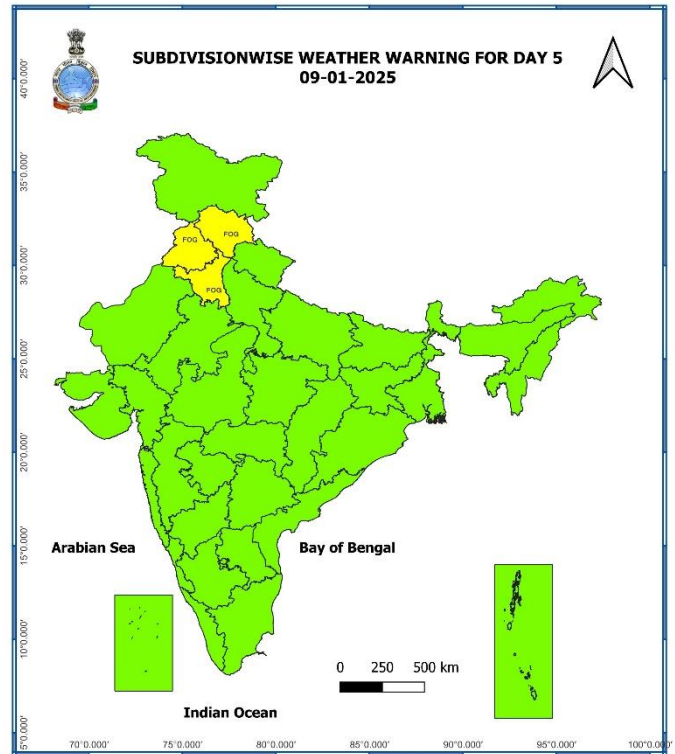 SUBDIVISIONWISE WEATHER WARNING FOR DAY 5
09-01-2025
40°0.000'
35°0.000'
30°0.000'
25°0.000'
20°0.000'
15°0.000'
10°0.000'
5°0.000'
FOG
FOG
FOG
Arabian Sea
Bay of Bengal
0 250 500 km
Indian Ocean
70°0.000' 75°0.000' 80°0.000' 85°0.000' 90°0.000' 95°0.000' 100°0.000'